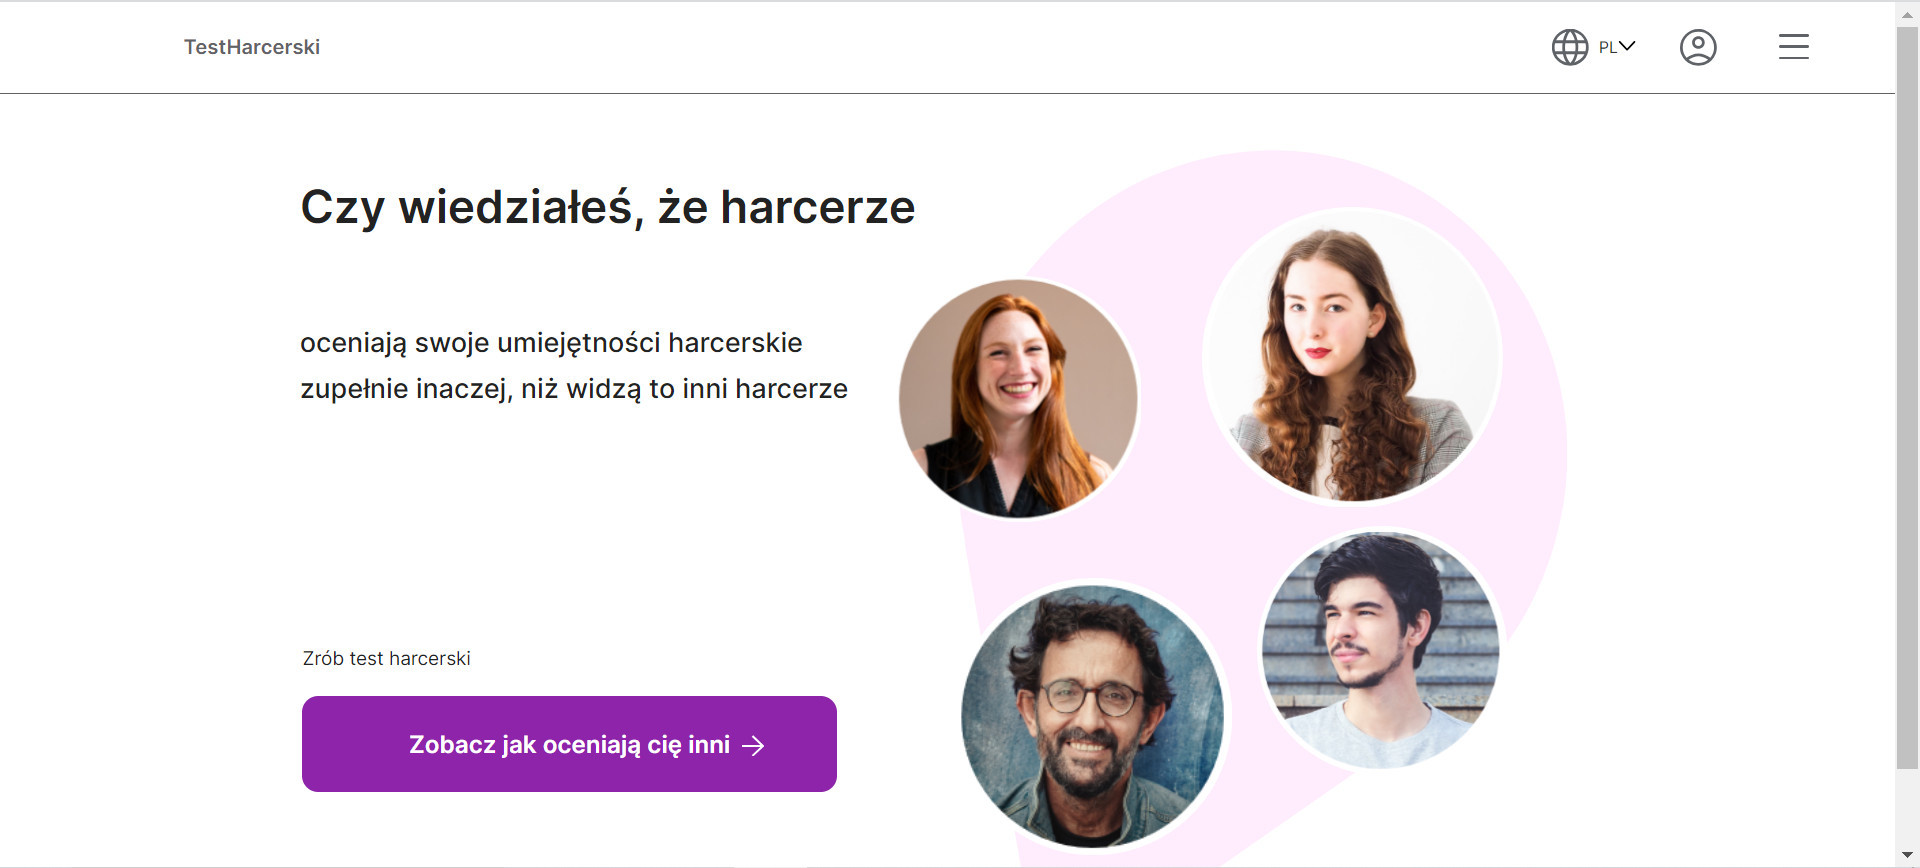 TestHarcerski
PL
Czy wiedziałeś, że harcerze
oceniają swoje umiejętności harcerskie
zupełnie inaczej, niż widzą to inni harcerze
Zrób test harcerski
Zobacz jak oceniają cię inni →